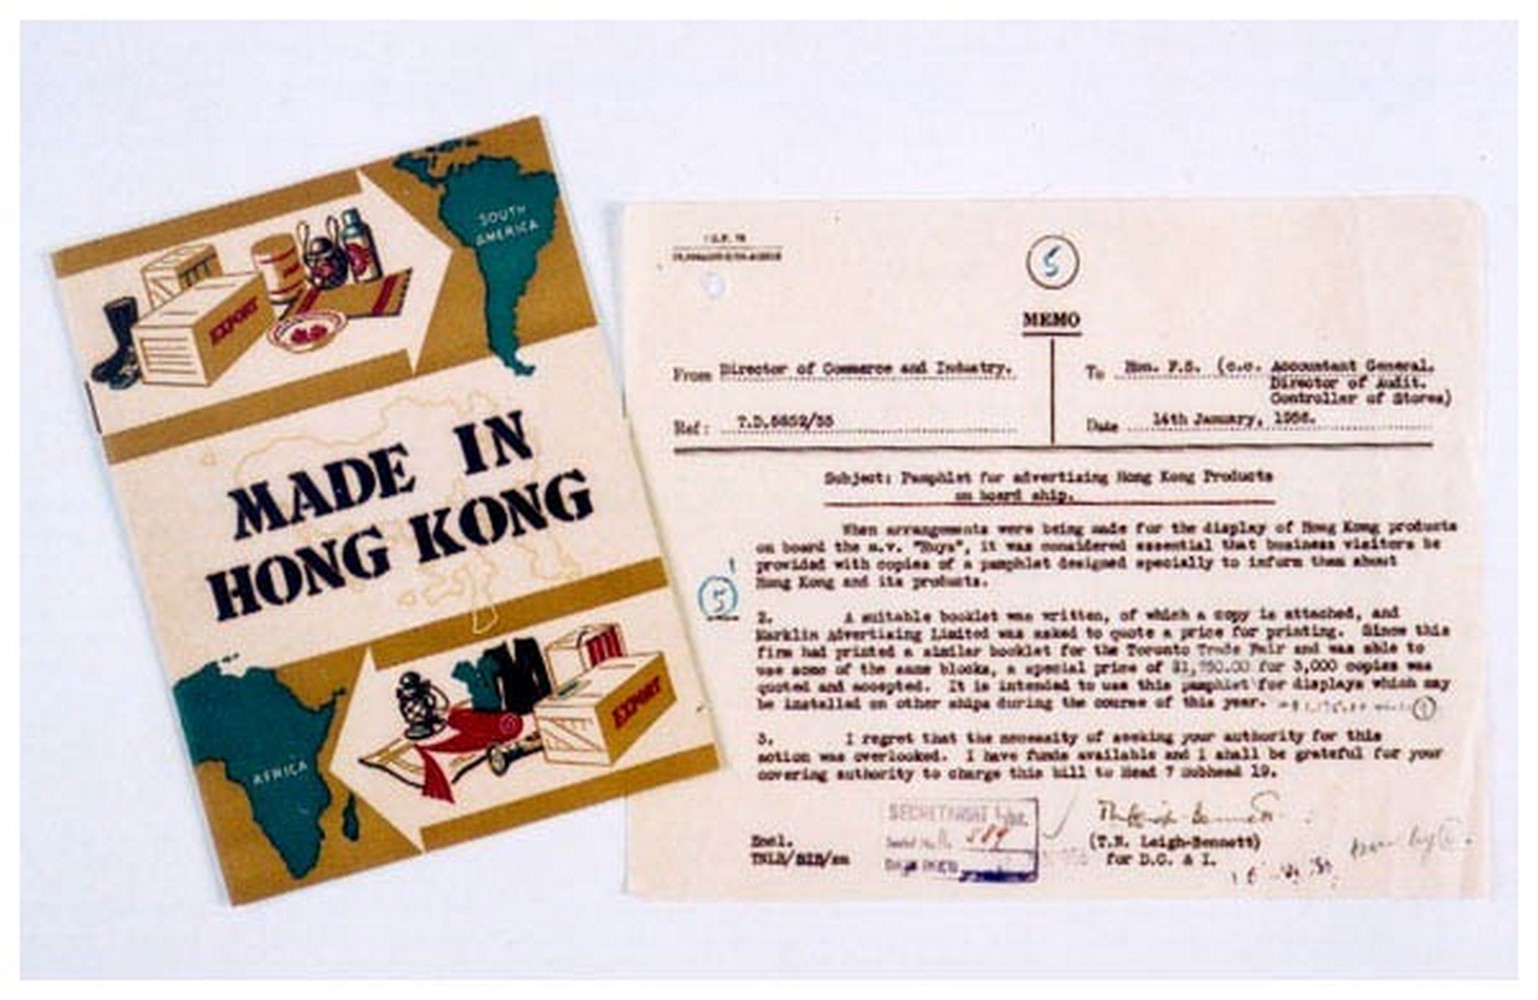 SOUTH
AMERICA
EXPORT
MADE IN
HONG KONG
EXPORT
AFRICA
5
MEMO
From Director of Commerce and Industry.
To Hon. F.S. (c.c. Accountant General.
Director of Audit.
Controller of Stores)
Ref: T.D.5652/55
Date 14th January, 1956.
Subject: Pamphlet for advertizing Hong Kong Products
on board ship.
When arrangements were being made for the display of Hong Kong products
on board the m.v. "Ruys", it was considered essential that business visitors be
provided with copies of a pamphlet designed specially to inform them about
Hong Kong and its products.
5
2. A suitable booklet was written, of which a copy is attached, and
Marklin Advertising Limited was asked to quote a price for printing. Since this
firm had printed a similar booklet for the Toronto Trade Fair and was able to
use some of the same blocks, a special price of $1,750.00 for 3,000 copies was
quoted and accepted. It is intended to use this pamphlet for displays which may
be installed on other ships during the course of this year.
3. I regret that the necessity of seeking your authority for this
action was overlooked. I have funds available and I shall be grateful for your
covering authority to charge this bill to Head 7 Subhead 19.
SECRETARIAT
589
Encl.
(T.R. Leigh-Bennett)
for D.C. & I.